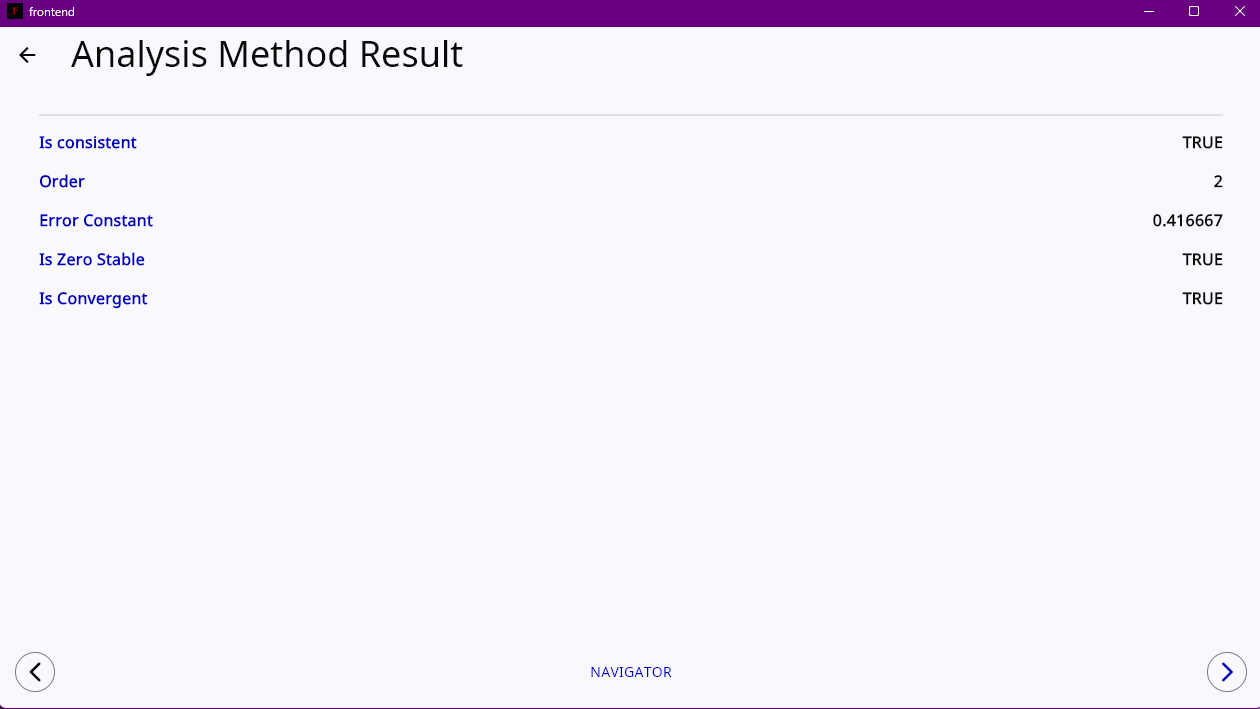 frontend
Analysis Method Result
Is consistent TRUE
Order 2
Error Constant 0.416667
Is Zero Stable TRUE
Is Convergent TRUE
NAVIGATOR